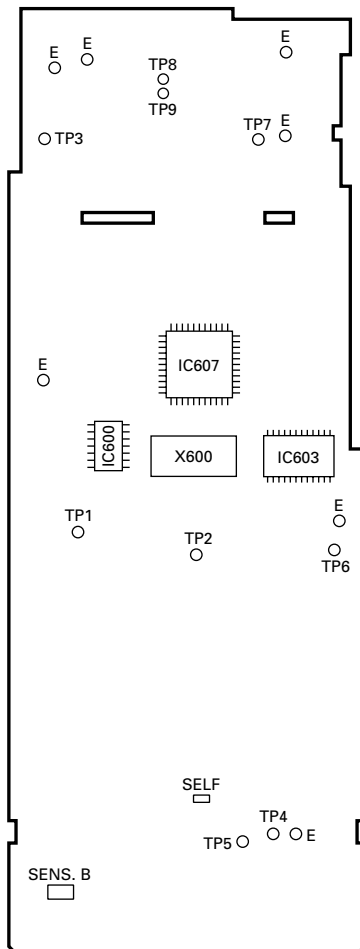 E
E
E
TP8
TP9
TP3
TP7
E
E
IC607
IC600
X600
IC603
TP1
TP2
E
TP6
SELF
TP4
TP5
E
SENS. B